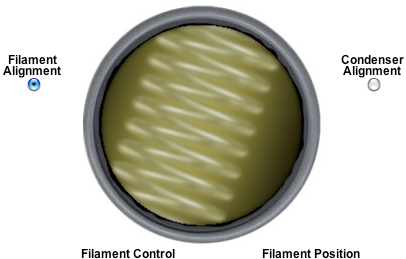 Filament
Alignment
Condenser
Alignment
Filament Control
Filament Position